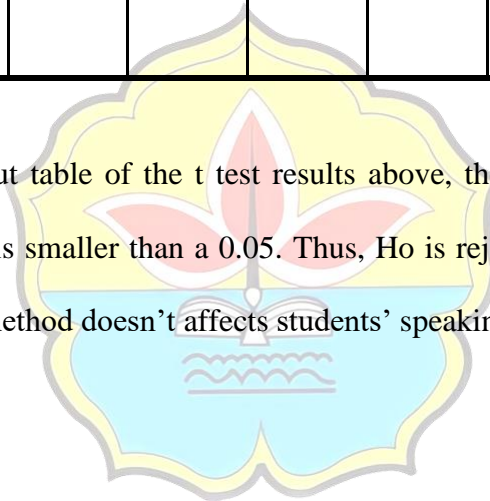 ut table of the t test results above, th
s smaller than a 0.05. Thus, Ho is rej
ethod doesn’t affects students’ speakin